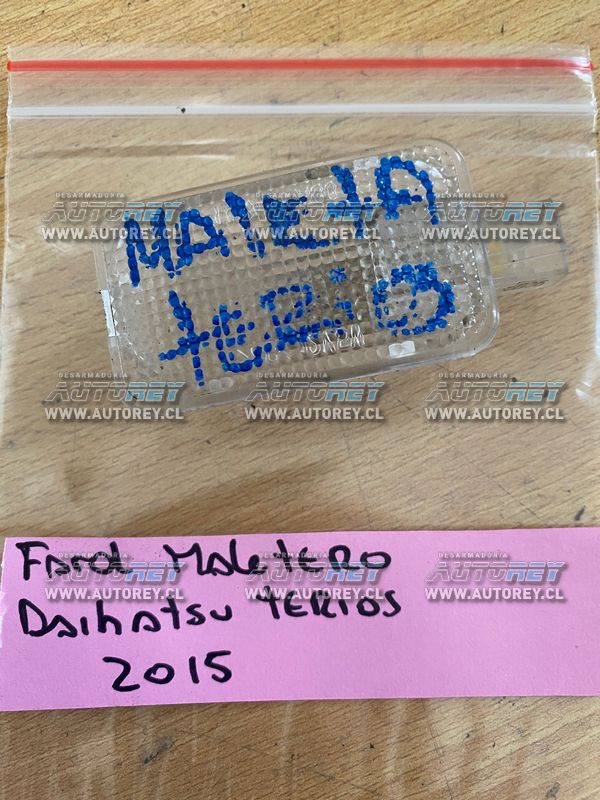 MALETA
TERiOS
Farol MaleTERO
DaihaTsu TERIOS
2015
DESARMADURIA
AUTOREY
WWW.AUTOREY.CL